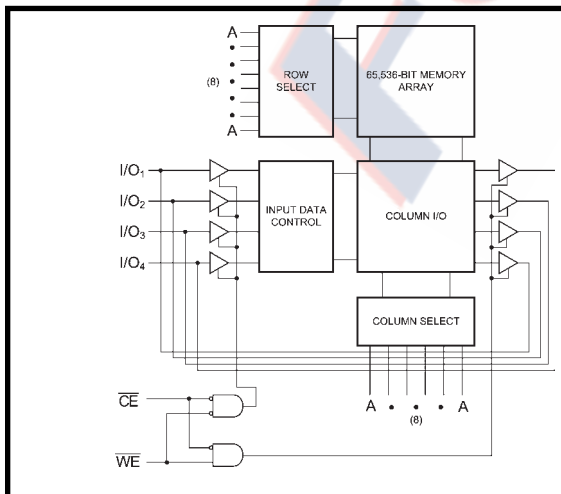 A
(8)
A
ROW
SELECT
65,536-BIT MEMORY
ARRAY
I/O₁
I/O₂
I/O₃
I/O₄
INPUT DATA
CONTROL
COLUMN I/O
COLUMN SELECT
A
A
(8)
CE
WE